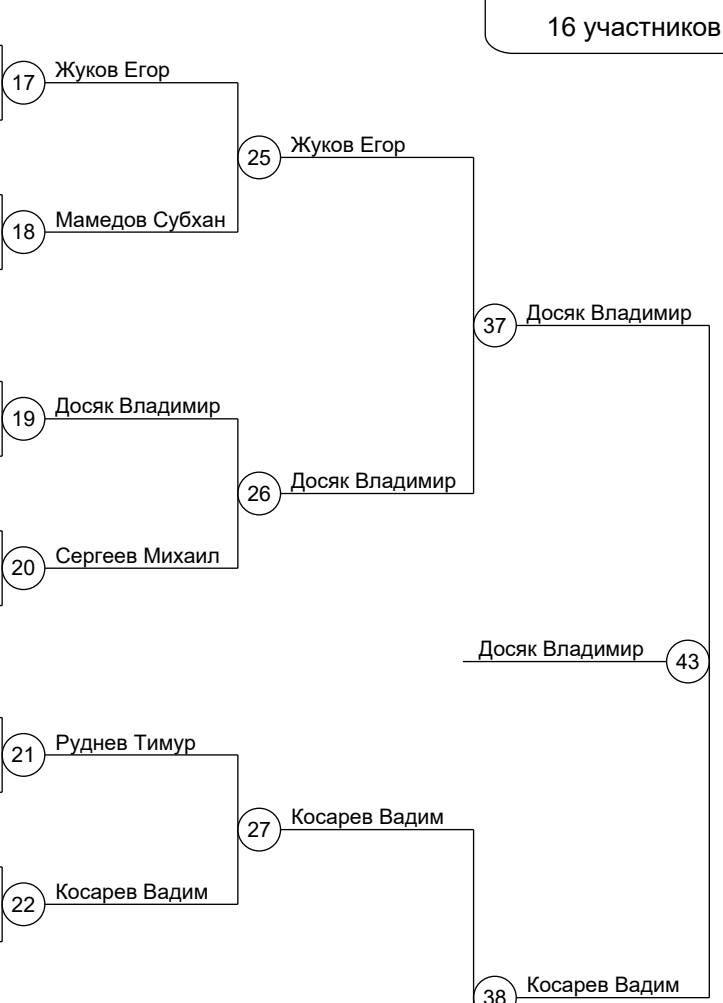 16 участников
17 Жуков Егор
25 Жуков Егор
18 Мамедов Субхан
37 Досяк Владимир
19 Досяк Владимир
26 Досяк Владимир
20 Сергеев Михаил
Досяк Владимир 43
21 Руднев Тимур
27 Косарев Вадим
22 Косарев Вадим
38 Косарев Вадим